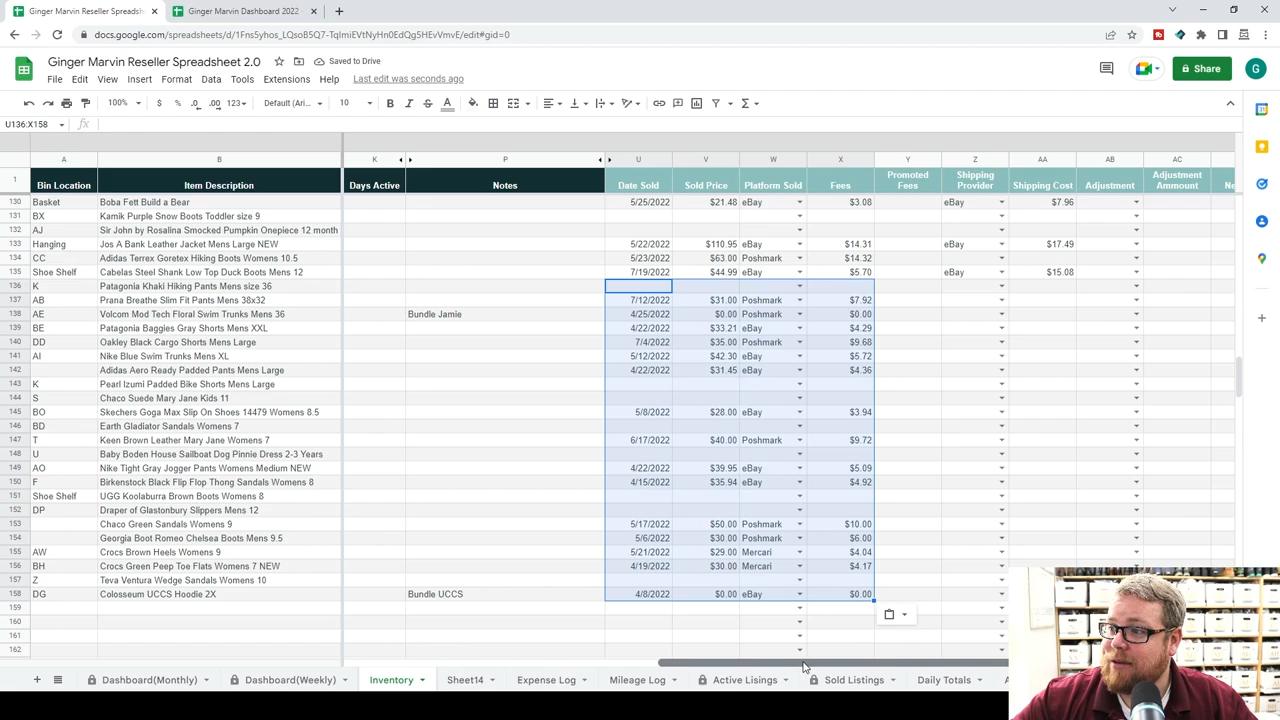 Ginger Marvin Reseller Spreadsh
Ginger Marvin Dashboard 2022 -
docs.google.com/spreadsheets/d/1Fns5yhos_LQsoB5Q7-TqImiEVtNyHn0EdQg5HEvVmvE/edit#gid=0
Ginger Marvin Reseller Spreadsheet 2.0
Saved to Drive
File Edit View Insert Format Data Tools Extensions Help Last edit was seconds ago
Share
G
100% $ % .0 .00 123 Default (Ari... 10 B I S A
U136:X158 fx
A B K P U V W X Y Z AA AB AC
1 Bin Location Item Description Days Active Notes Date Sold Sold Price Platform Sold Fees Promoted Fees Shipping Provider Shipping Cost Adjustment Adjustment Ammount Ne
130 Basket Boba Fett Build a Bear 5/25/2022 $21.48 eBay $3.08 eBay $7.96
131 BX Kamik Purple Snow Boots Toddler size 9
132 AJ Sir John by Rosalina Smocked Pumpkin Onepiece 12 month
133 Hanging Jos A Bank Leather Jacket Mens Large NEW 5/22/2022 $110.95 eBay $14.31 eBay $17.49
134 CC Adidas Terrex Goretex Hiking Boots Womens 10.5 5/23/2022 $63.00 Poshmark $14.32
135 Shoe Shelf Cabelas Steel Shank Low Top Duck Boots Mens 12 7/19/2022 $44.99 eBay $5.70 eBay $15.08
136 K Patagonia Khaki Hiking Pants Mens size 36
137 AB Prana Breathe Slim Fit Pants Mens 38x32 7/12/2022 $31.00 Poshmark $7.92
138 AE Volcom Mod Tech Floral Swim Trunks Mens 36 Bundle Jamie 4/25/2022 $0.00 Poshmark $0.00
139 BE Patagonia Baggies Gray Shorts Mens XXL 4/22/2022 $33.21 eBay $4.29
140 DD Oakley Black Cargo Shorts Mens Large 7/4/2022 $35.00 Poshmark $9.68
141 AI Nike Blue Swim Trunks Mens XL 5/12/2022 $42.30 eBay $5.72
142 Adidas Aero Ready Padded Pants Mens Large 4/22/2022 $31.45 eBay $4.36
143 K Pearl Izumi Padded Bike Shorts Mens Large
144 S Chaco Suede Mary Jane Kids 11
145 BO Skechers Goga Max Slip On Shoes 14479 Womens 8.5 5/8/2022 $28.00 eBay $3.94
146 BD Earth Gladiator Sandals Womens 7
147 T Keen Brown Leather Mary Jane Womens 7 6/17/2022 $40.00 Poshmark $9.72
148 U Baby Boden House Sailboat Dog Pinnie Dress 2-3 Years
149 AO Nike Tight Gray Jogger Pants Womens Medium NEW 4/22/2022 $39.95 eBay $5.09
150 F Birkenstock Black Flip Flop Thong Sandals Womens 8 4/15/2022 $35.94 eBay $4.92
151 Shoe Shelf UGG Koolaburra Brown Boots Womens 8
152 DP Draper of Glastonbury Slippers Mens 12
153 Chaco Green Sandals Womens 9 5/17/2022 $50.00 Poshmark $10.00
154 Georgia Boot Romeo Chelsea Boots Mens 9.5 5/6/2022 $30.00 Poshmark $6.00
155 AW Crocs Brown Heels Womens 9 5/21/2022 $29.00 Mercari $4.04
156 BH Crocs Green Peep Toe Flats Womens 7 NEW 4/19/2022 $30.00 Mercari $4.17
157 Z Teva Ventura Wedge Sandals Womens 10
158 DG Colosseum UCCS Hoodie 2X Bundle UCCS 4/8/2022 $0.00 eBay $0.00
159
160
161
162
Dashboard(Monthly) Dashboard(Weekly) Inventory Sheet14 Expense Log Mileage Log Active Lisings Sold Listings Daily Totals